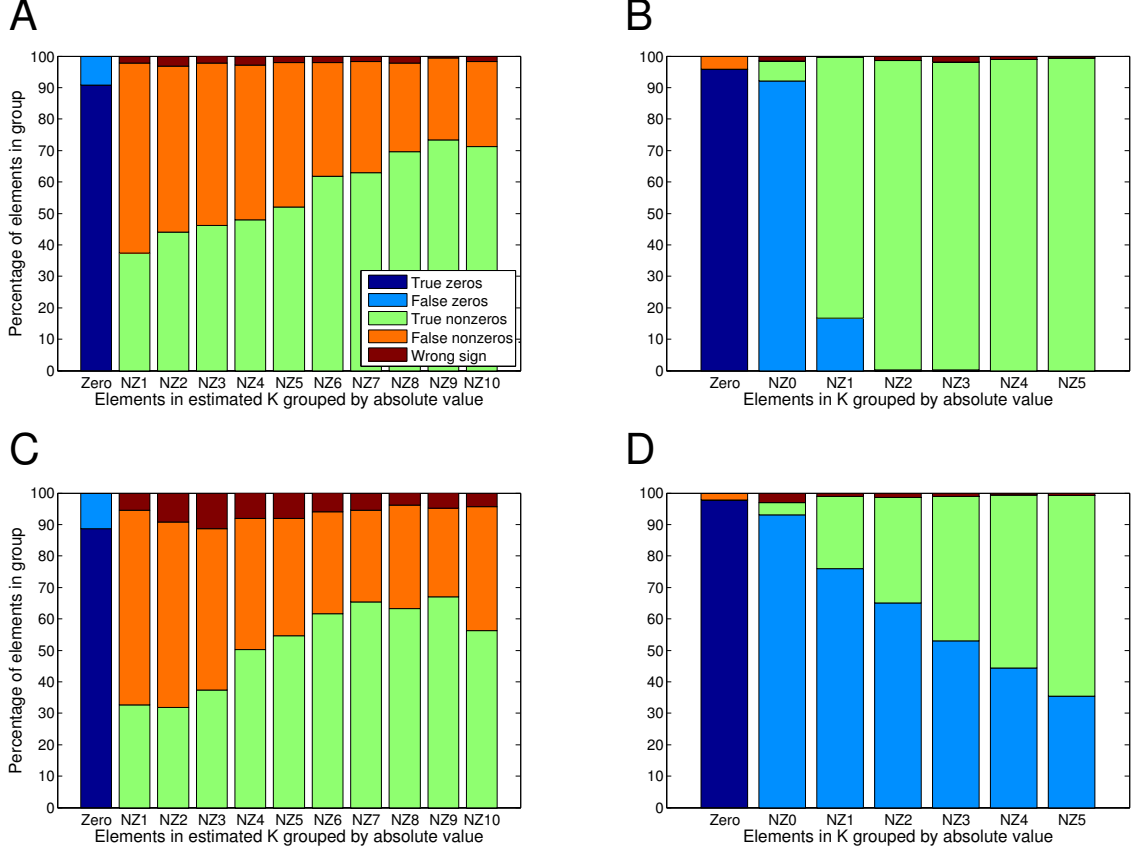 A
B
Percentage of elements in group
100
90
80
70
60
50
40
30
20
10
0
Zero NZ1 NZ2 NZ3 NZ4 NZ5 NZ6 NZ7 NZ8 NZ9 NZ10
Elements in estimated K grouped by absolute value
True zeros
False zeros
True nonzeros
False nonzeros
Wrong sign
100
90
80
70
60
50
40
30
20
10
0
Zero NZ0 NZ1 NZ2 NZ3 NZ4 NZ5
Elements in K grouped by absolute value
C
D
Percentage of elements in group
100
90
80
70
60
50
40
30
20
10
0
Zero NZ1 NZ2 NZ3 NZ4 NZ5 NZ6 NZ7 NZ8 NZ9 NZ10
Elements in estimated K grouped by absolute value
100
90
80
70
60
50
40
30
20
10
0
Zero NZ0 NZ1 NZ2 NZ3 NZ4 NZ5
Elements in K grouped by absolute value